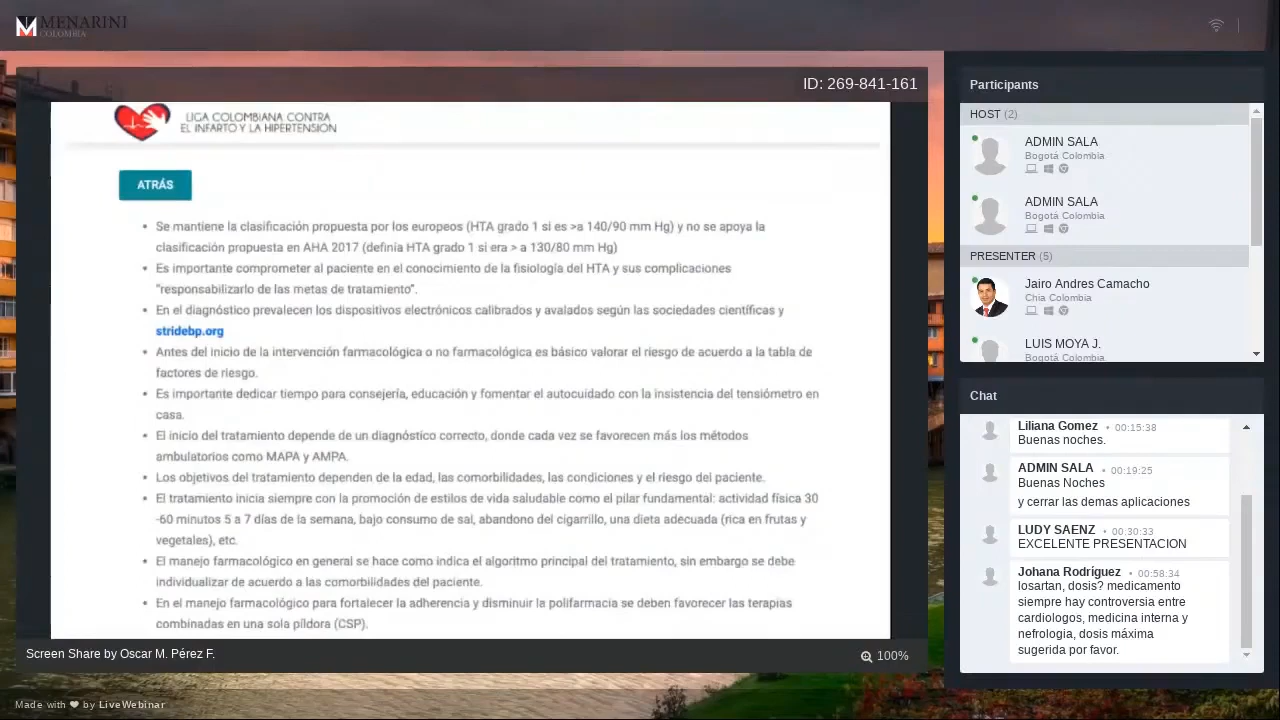 MENARINI
COLOMBIA
ID: 269-841-161
LIGA COLOMBIANA CONTRA
EL INFARTO Y LA HIPERTENSION
ATRÁS
• Se mantiene la clasificación propuesta por los europeos (HTA grado 1 si es >a 140/90 mm Hg) y no se apoya la
clasificación propuesta en AHA 2017 (definía HTA grado 1 si era > a 130/80 mm Hg)
• Es importante comprometer al paciente en el conocimiento de la fisiología del HTA y sus complicaciones
"responsabilizarlo de las metas de tratamiento".
• En el diagnóstico prevalecen los dispositivos electrónicos calibrados y avalados según las sociedades científicas y
stridebp.org
• Antes del inicio de la intervención farmacológica o no farmacológica es básico valorar el riesgo de acuerdo a la tabla de
factores de riesgo.
• Es importante dedicar tiempo para consejería, educación y fomentar el autocuidado con la insistencia del tensiómetro en
casa.
• El inicio del tratamiento depende de un diagnóstico correcto, donde cada vez se favorecen más los métodos
ambulatorios como MAPA y AMPA.
• Los objetivos del tratamiento dependen de la edad, las comorbilidades, las condiciones y el riesgo del paciente.
• El tratamiento inicia siempre con la promoción de estilos de vida saludable como el pilar fundamental: actividad física 30
-60 minutos 5 a 7 días de la semana, bajo consumo de sal, abandono del cigarrillo, una dieta adecuada (rica en frutas y
vegetales), etc.
• El manejo farmacológico en general se hace como indica el algoritmo principal del tratamiento, sin embargo se debe
individualizar de acuerdo a las comorbilidades del paciente.
• En el manejo farmacológico para fortalecer la adherencia y disminuir la polifarmacia se deben favorecer las terapias
combinadas en una sola píldora (CSP).
Screen Share by Oscar M. Pérez F.
100%
Made with ❤ by LiveWebinar
Participants
HOST (2)
ADMIN SALA
Bogotá Colombia
ADMIN SALA
Bogotá Colombia
PRESENTER (5)
Jairo Andres Camacho
Chia Colombia
LUIS MOYA J.
Bogotá Colombia
Chat
Liliana Gomez • 00:15:38
Buenas noches.
ADMIN SALA • 00:19:25
Buenas Noches
y cerrar las demas aplicaciones
LUDY SAENZ • 00:30:33
EXCELENTE PRESENTACION
Johana Rodríguez • 00:58:34
losartan, dosis? medicamento
siempre hay controversia entre
cardiologos, medicina interna y
nefrologia, dosis máxima
sugerida por favor.